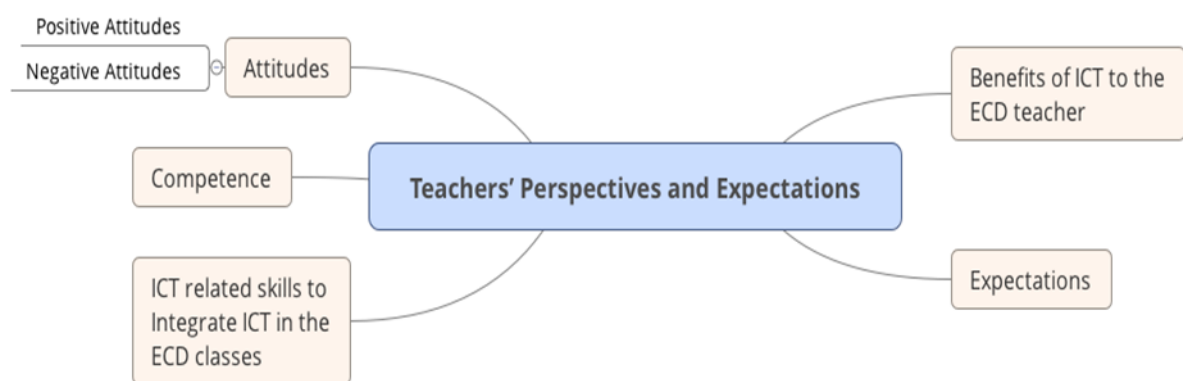 Positive Attitudes
Negative Attitudes
Attitudes
Competence
ICT related skills to
Integrate ICT in the
ECD classes
Teachers’ Perspectives and Expectations
Benefits of ICT to the
ECD teacher
Expectations